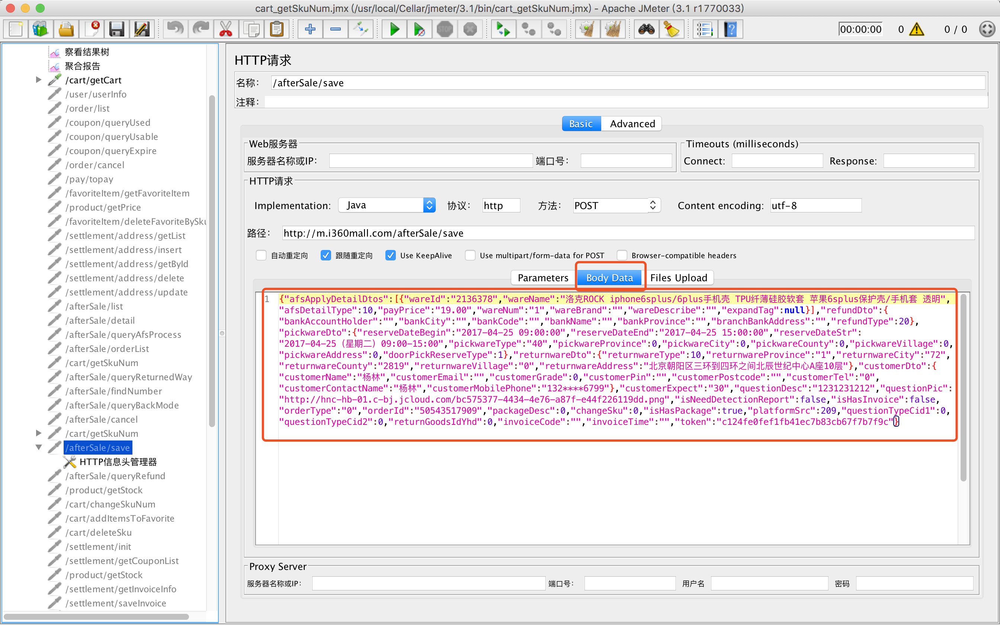 cart_getSkuNum.jmx (/usr/local/Cellar/jmeter/3.1/bin/cart_getSkuNum.jmx) - Apache JMeter (3.1 r1770033)
STOP
00:00:00 0 0 / 0
察看结果树
聚合报告
/cart/getCart
/user/userInfo
/order/list
/coupon/queryUsed
/coupon/queryUsable
/coupon/queryExpire
/order/cancel
/pay/topay
/favoriteItem/getFavoriteItem
/product/getPrice
/favoriteItem/deleteFavoriteBySku
/settlement/address/getList
/settlement/address/insert
/settlement/address/getById
/settlement/address/delete
/settlement/address/update
/afterSale/list
/afterSale/detail
/afterSale/queryAfsProcess
/afterSale/orderList
/cart/getSkuNum
/afterSale/queryReturnedWay
/afterSale/findNumber
/afterSale/queryBackMode
/afterSale/cancel
/cart/getSkuNum
/afterSale/save
HTTP信息头管理器
/afterSale/queryRefund
/product/getStock
/cart/changeSkuNum
/cart/addItemsToFavorite
/cart/deleteSku
/settlement/init
/settlement/getCouponList
/product/getStock
/settlement/getInvoiceInfo
/settlement/saveInvoice
HTTP请求
名称： /afterSale/save
注释：
Basic Advanced
Web服务器
服务器名称或IP： 端口号：
Timeouts (milliseconds)
Connect: Response:
HTTP请求
Implementation: Java 协议： http 方法： POST Content encoding: utf-8
路径： http://m.i360mall.com/afterSale/save
自动重定向 跟随重定向 Use KeepAlive Use multipart/form-data for POST Browser-compatible headers
Parameters Body Data Files Upload
1 {"afsApplyDetailDtos":[{"wareId":"2136378","wareName":"洛克ROCK iphone6splus/6plus手机壳 TPU纤薄硅胶软套 苹果6splus保护壳/手机套 透明",
"afsDetailType":10,"payPrice":"19.00","wareNum":"1","wareBrand":"","wareDescribe":"","expandTag":null}],"refundDto":{
"bankAccountHolder":"","bankCity":"","bankCode":"","bankName":"","bankProvince":"","branchBankAddress":"","refundType":20},
"pickwareDto":{"reserveDateBegin":"2017-04-25 09:00:00","reserveDateEnd":"2017-04-25 15:00:00","reserveDateStr":
"2017-04-25（星期二）09:00-15:00","pickwareType":"40","pickwareProvince":0,"pickwareCity":0,"pickwareCounty":0,"pickwareVillage":0,
"pickwareAddress":0,"doorPickReserveType":1},"returnwareDto":{"returnwareType":10,"returnwareProvince":"1","returnwareCity":"72",
"returnwareCounty":"2819","returnwareVillage":"0","returnwareAddress":"北京朝阳区三环到四环之间北辰世纪中心A座10层"},"customerDto":{
"customerName":"杨林","customerEmail":"","customerGrade":0,"customerPin":"","customerPostcode":"","customerTel":"0",
"customerContactName":"杨林","customerMobilePhone":"132****6799"},"customerExpect":"30","questionDesc":"1231231212","questionPic":
"http://hnc-hb-01.c-bj.jcloud.com/bc575377-4434-4e76-a87f-e44f226119dd.png","isNeedDetectionReport":false,"isHasInvoice":false,
"orderType":"0","orderId":"50543517909","packageDesc":0,"changeSku":0,"isHasPackage":true,"platformSrc":209,"questionTypeCid1":0,
"questionTypeCid2":0,"returnGoodsIdYhd":0,"invoiceCode":"","invoiceTime":"","token":"c124fe0fef1fb41ec7b83cb67f7b7f9c"}
Proxy Server
服务器名称或IP： 端口号： 用户名 密码